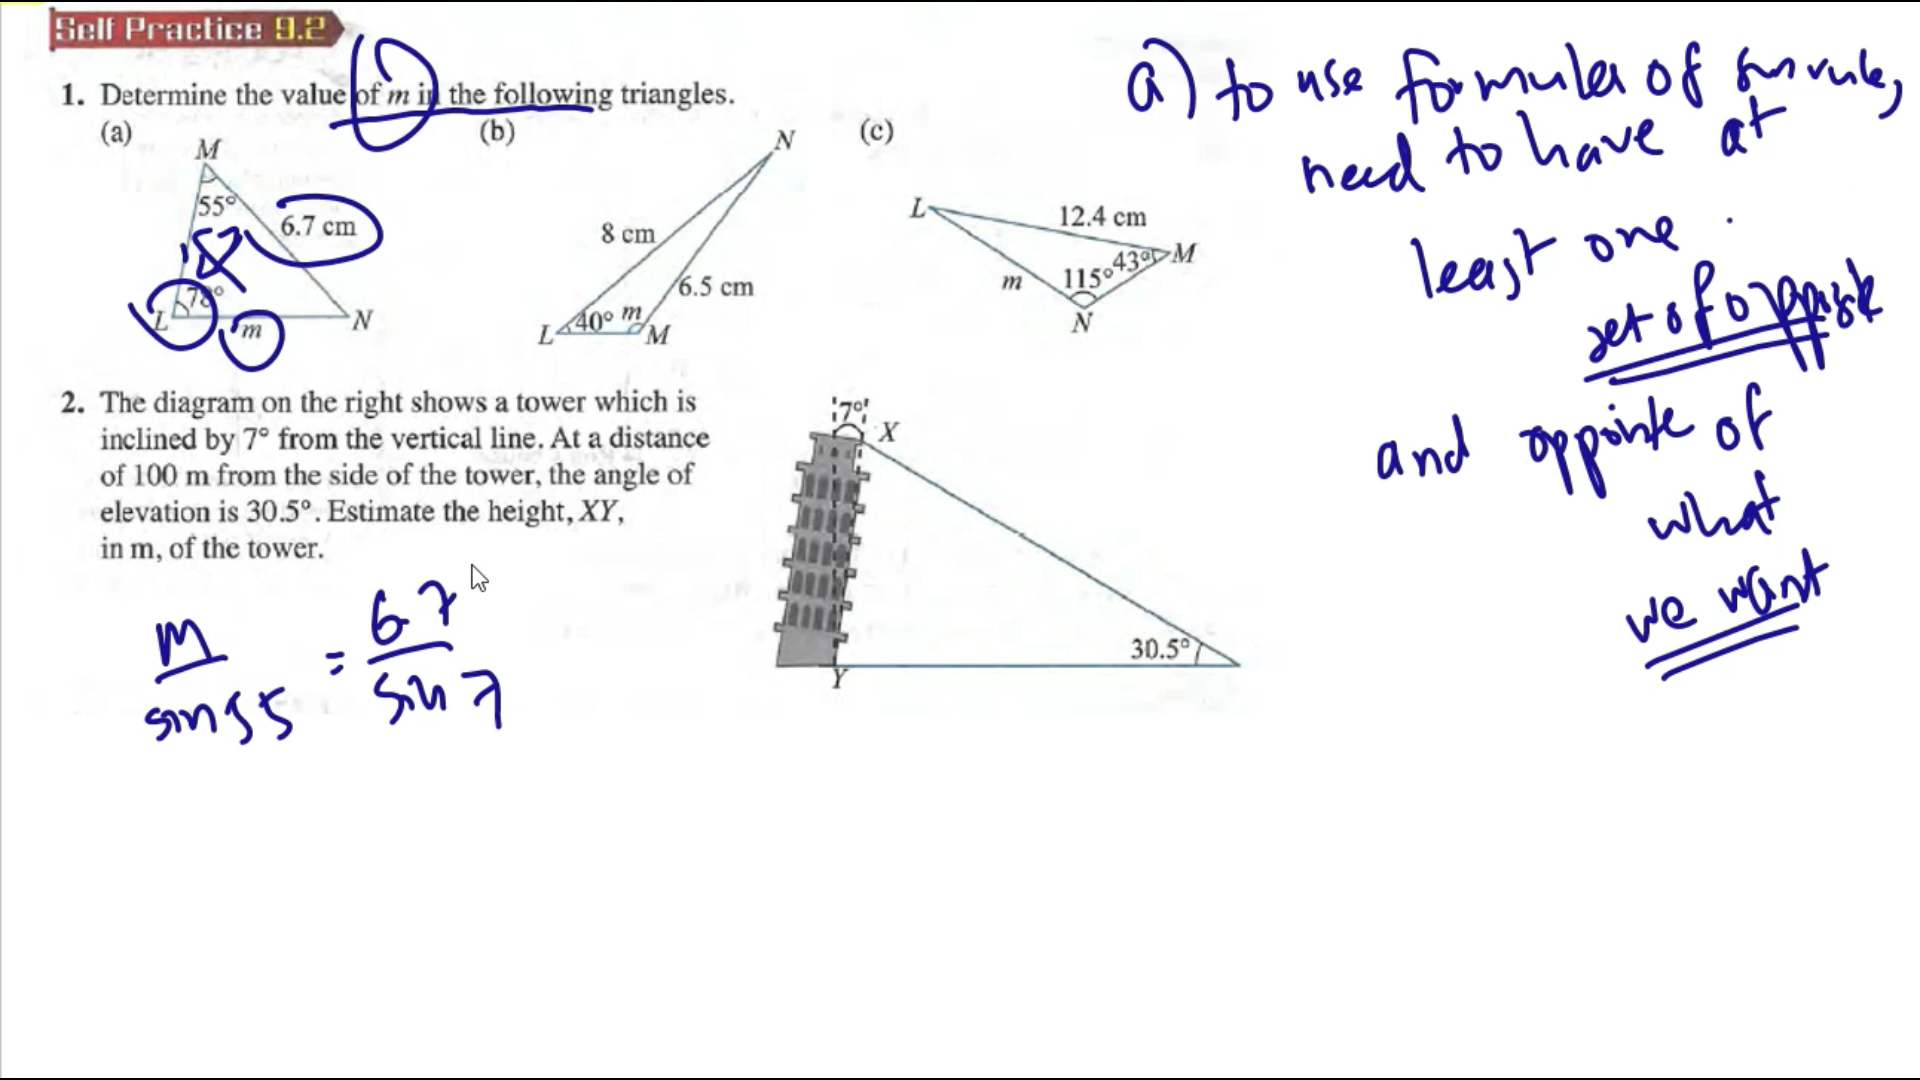 Self Practice 9.2
1. Determine the value of m in the following triangles.
(a)
M
55°
6.7 cm
78°
L
m
N
(b)
N
8 cm
6.5 cm
40°
m
L
M
(c)
L
12.4 cm
43°
M
m
115°
N
2. The diagram on the right shows a tower which is
inclined by 7° from the vertical line. At a distance
of 100 m from the side of the tower, the angle of
elevation is 30.5°. Estimate the height, XY,
in m, of the tower.
7°
X
30.5°
Y
m
sin 55
=
6 7
sin 7
a) to use formula of sin rule,
need to have at
least one
set of opposite
and opposite of
what
we want